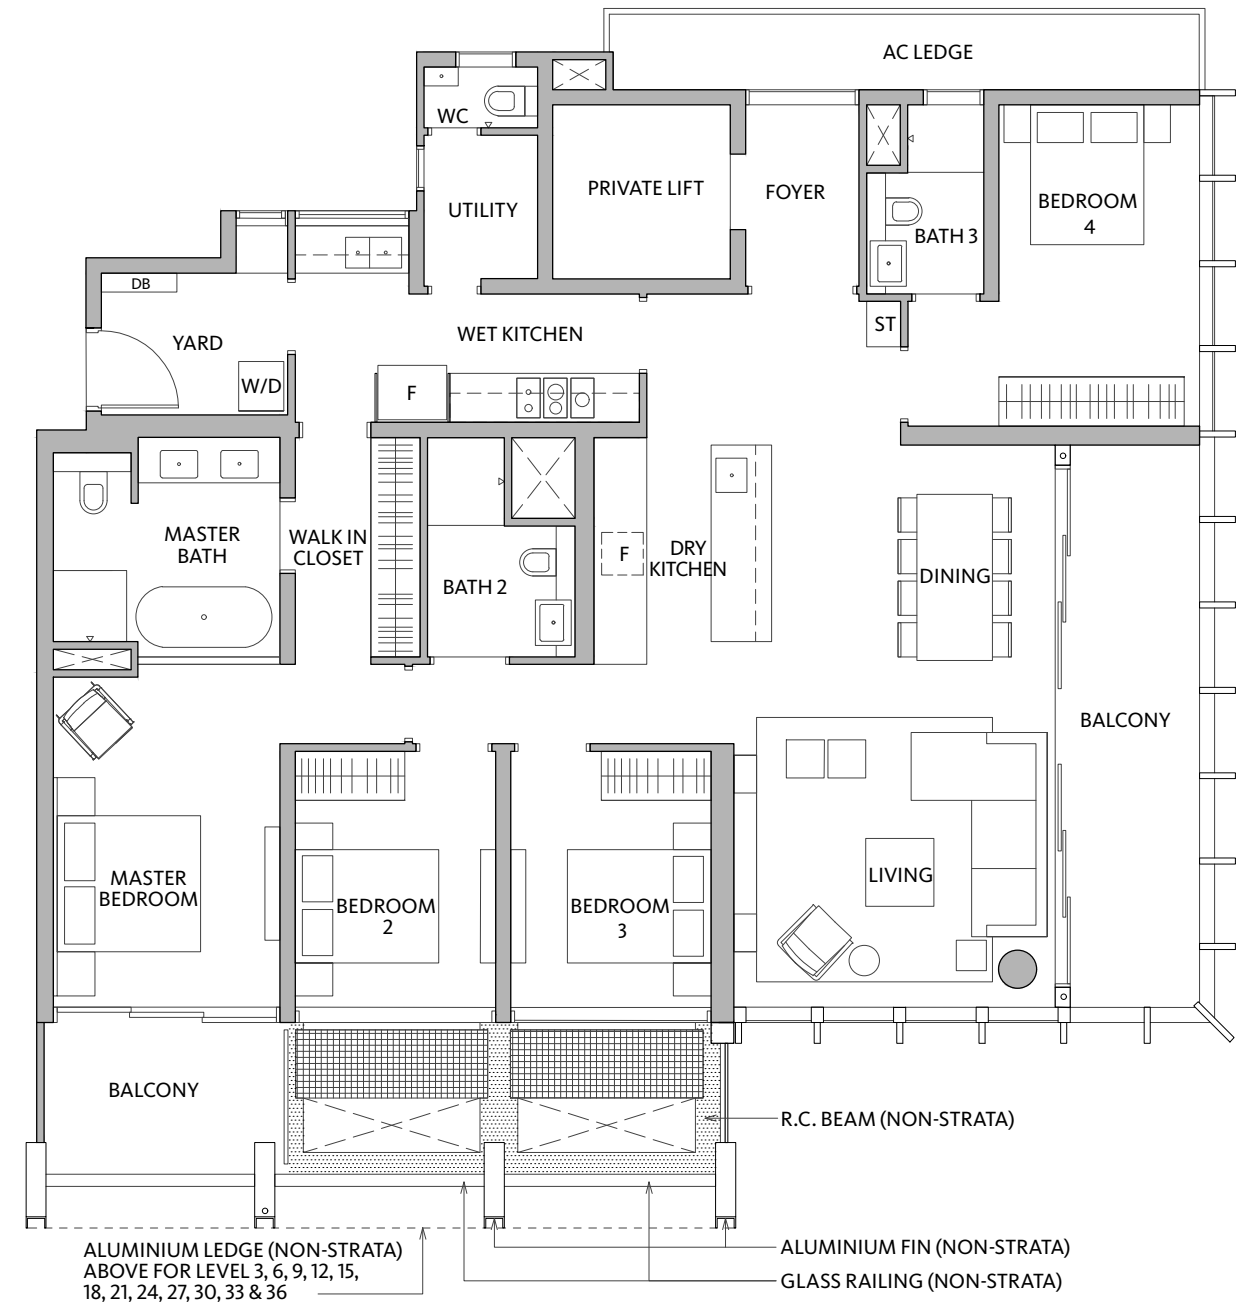 AC LEDGE
WC
PRIVATE LIFT
FOYER
UTILITY
BEDROOM
4
BATH 3
DB
ST
YARD
WET KITCHEN
W/D
F
MASTER
BATH
WALK IN
CLOSET
F
DRY
KITCHEN
BATH 2
DINING
BALCONY
MASTER
BEDROOM
BEDROOM
2
BEDROOM
3
LIVING
BALCONY
R.C. BEAM (NON-STRATA)
ALUMINIUM LEDGE (NON-STRATA)
ABOVE FOR LEVEL 3, 6, 9, 12, 15,
18, 21, 24, 27, 30, 33 & 36
ALUMINIUM FIN (NON-STRATA)
GLASS RAILING (NON-STRATA)